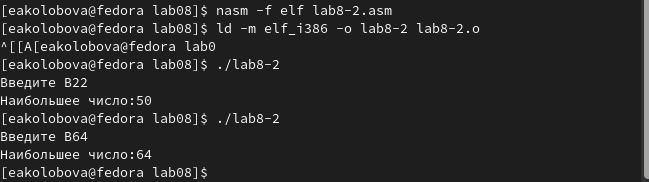 [eakolobova@fedora lab08]$ nasm -f elf lab8-2.asm
[eakolobova@fedora lab08]$ ld -m elf_i386 -o lab8-2 lab8-2.o
^[[A[eakolobova@fedora lab0
[eakolobova@fedora lab08]$ ./lab8-2
Введите B22
Наибольшее число:50
[eakolobova@fedora lab08]$ ./lab8-2
Введите B64
Наибольшее число:64
[eakolobova@fedora lab08]$